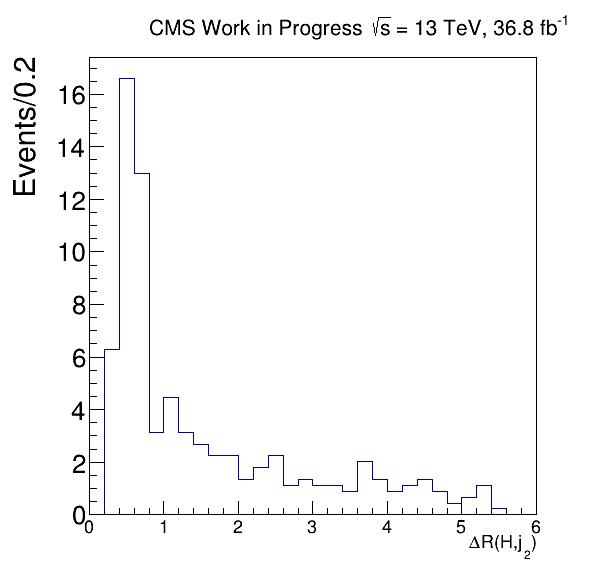 CMS Work in Progress √s = 13 TeV, 36.8 fb⁻¹
Events/0.2
16
14
12
10
8
6
4
2
0
0 1 2 3 4 5 6
ΔR(H,j₂)